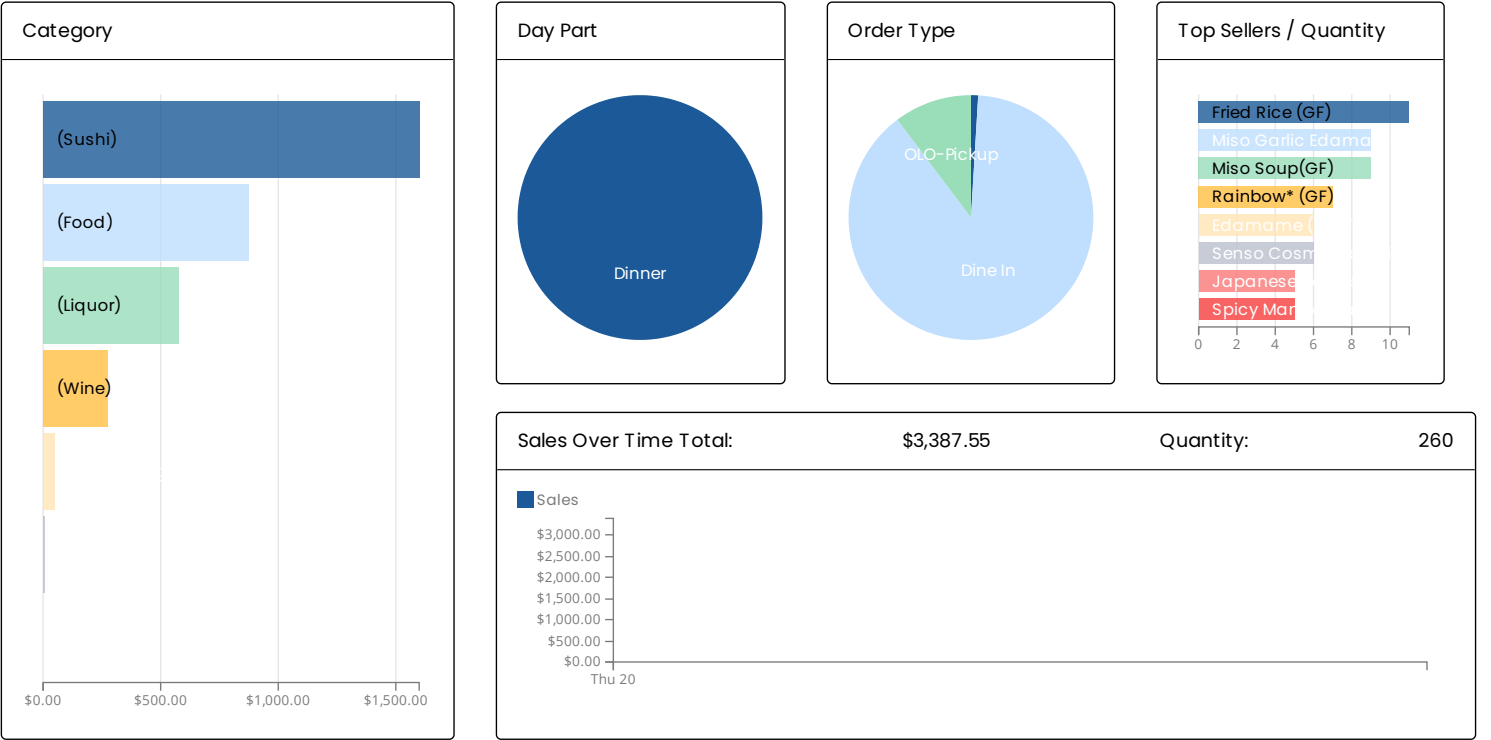 Category
(Sushi)
(Food)
(Liquor)
(Wine)
$0.00 $500.00 $1,000.00 $1,500.00
Day Part
Dinner
Order Type
OLO-Pickup
Dine In
Top Sellers / Quantity
Fried Rice (GF)
Miso Garlic Edama
Miso Soup(GF)
Rainbow* (GF)
Edamame (
Senso Cosm
Japanese
Spicy Mar
0 2 4 6 8 10
Sales Over Time Total: $3,387.55 Quantity: 260
Sales
$3,000.00
$2,500.00
$2,000.00
$1,500.00
$1,000.00
$500.00
$0.00
Thu 20